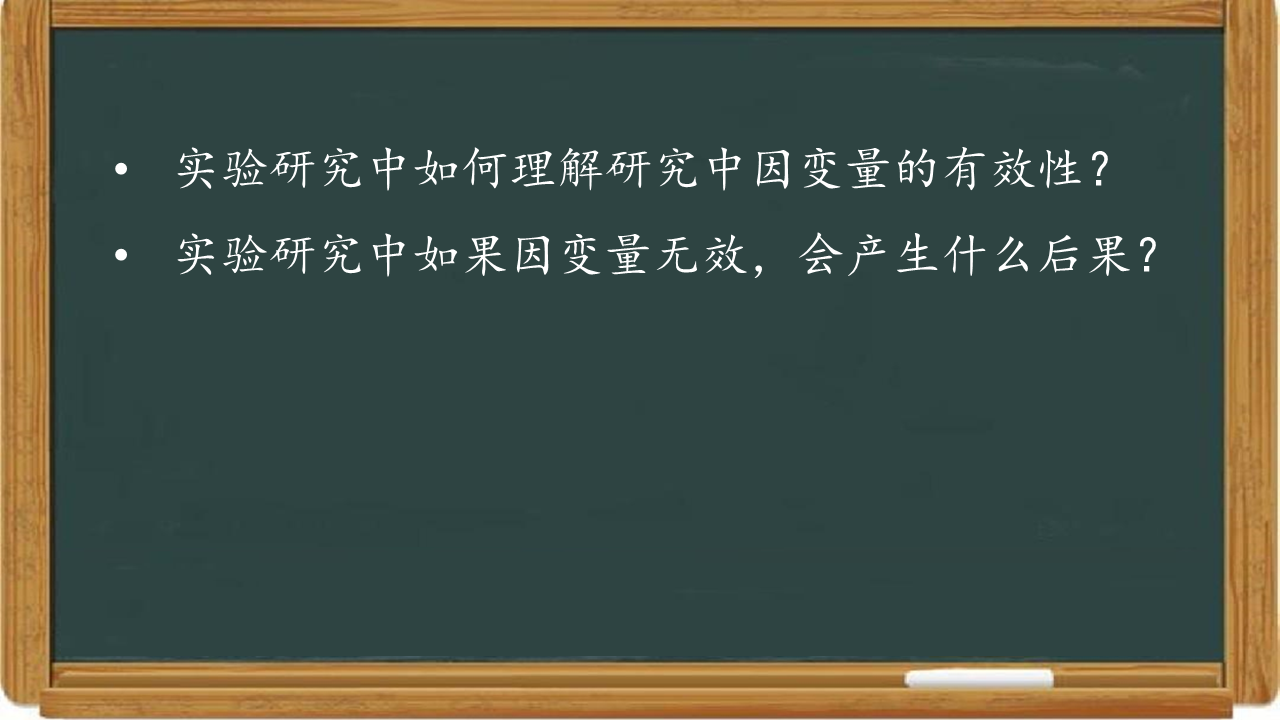 • 实验研究中如何理解研究中因变量的有效性？
• 实验研究中如果因变量无效，会产生什么后果？